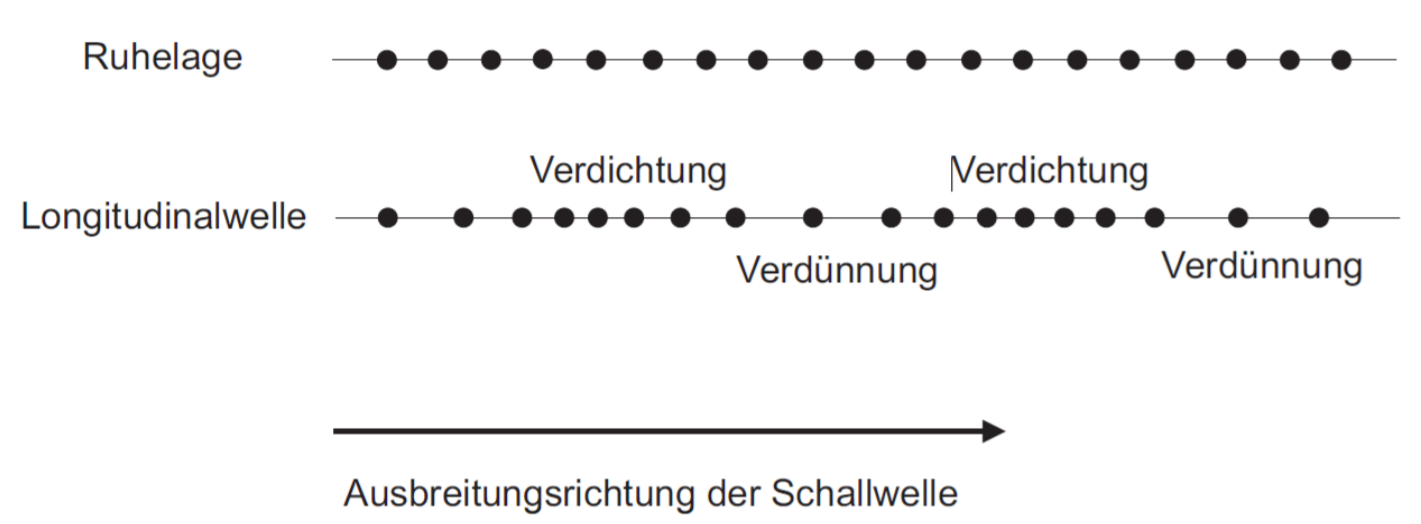 Ruhelage
Verdichtung
Verdichtung
Longitudinalwelle
Verdünnung
Verdünnung
Ausbreitungsrichtung der Schallwelle